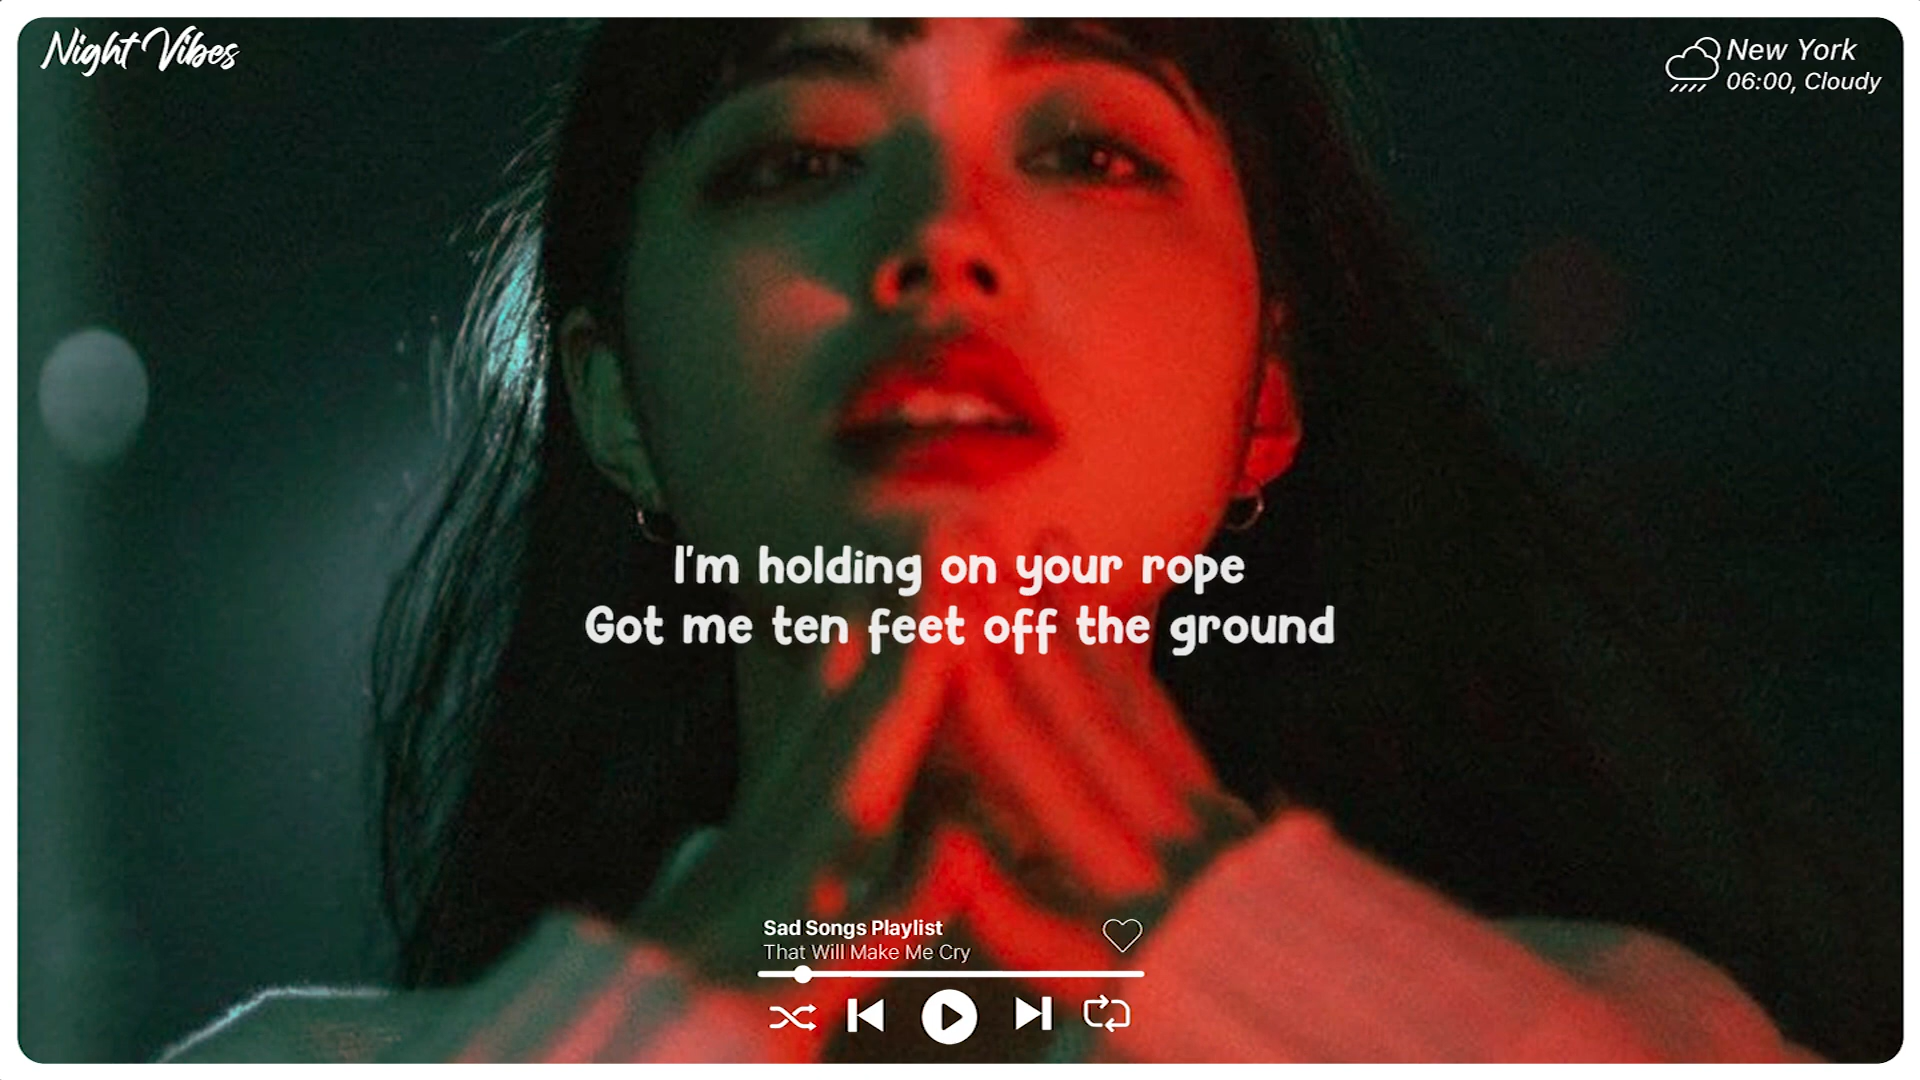 Night Vibes
New York
06:00, Cloudy
I'm holding on your rope
Got me ten feet off the ground
Sad Songs Playlist
That Will Make Me Cry